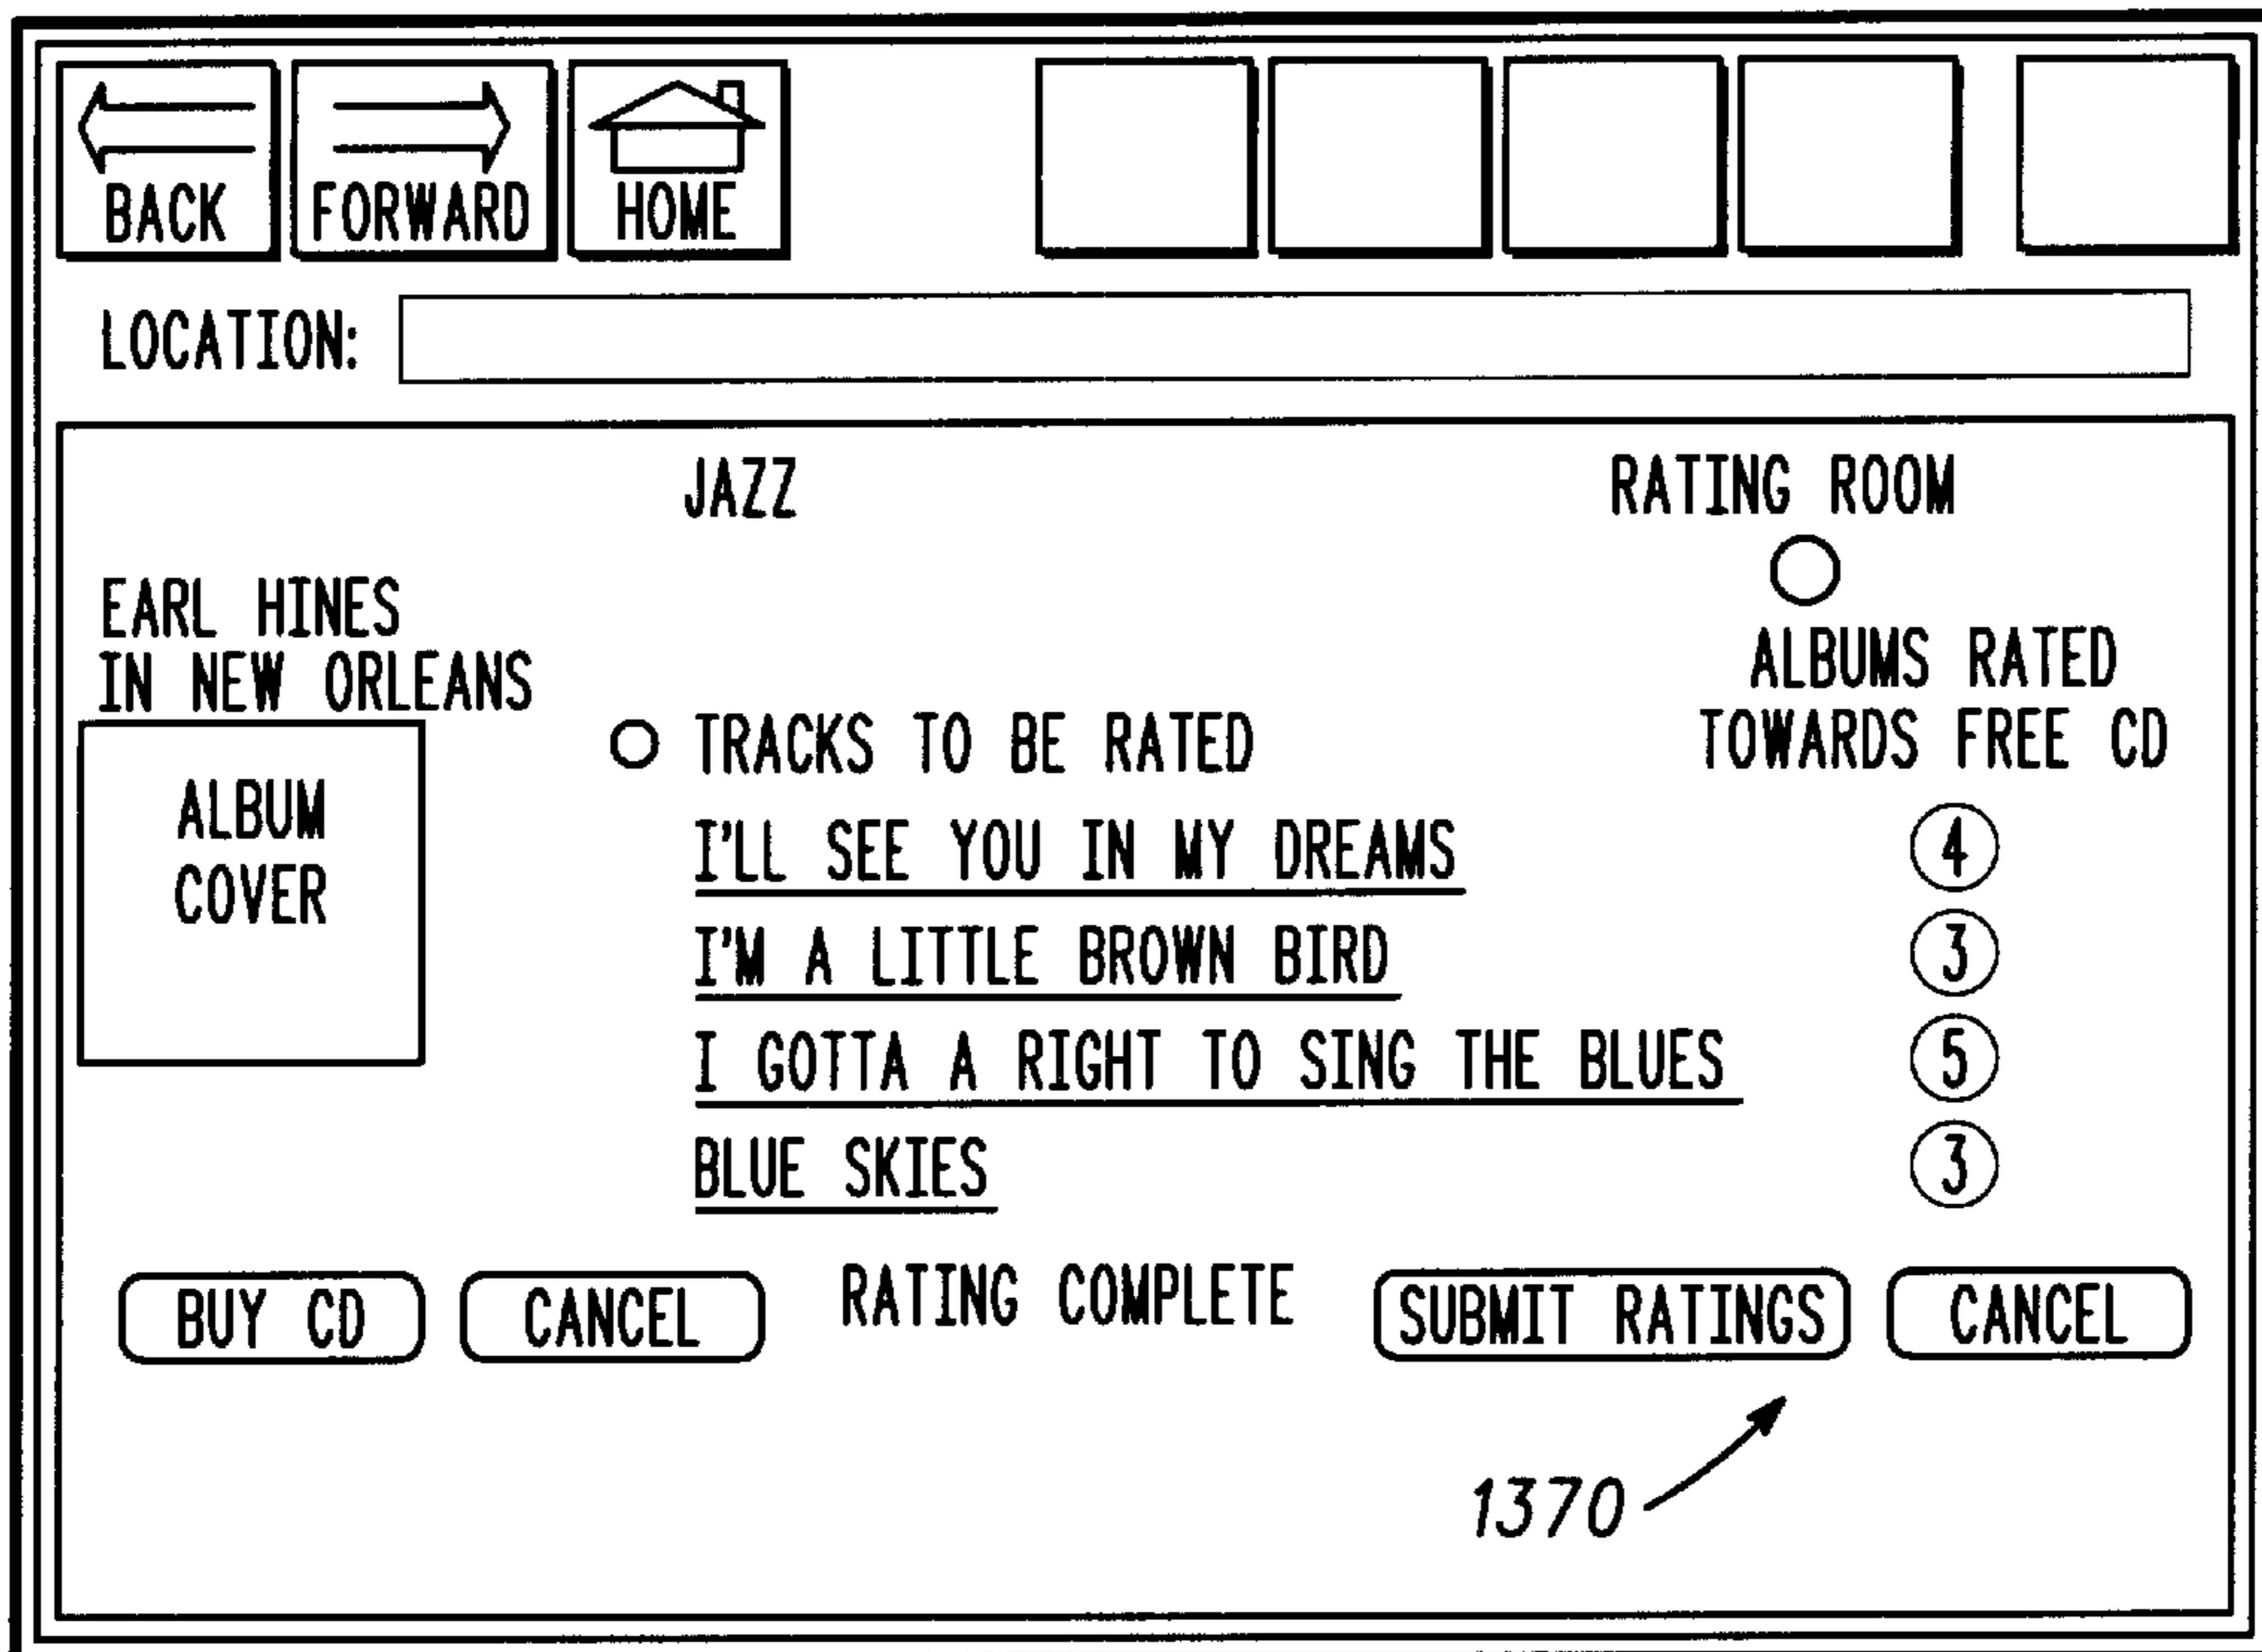 BACK
FORWARD
HOME
LOCATION:
JAZZ
RATING ROOM
EARL HINES
IN NEW ORLEANS
ALBUM
COVER
ALBUMS RATED
TOWARDS FREE CD
TRACKS TO BE RATED
I'LL SEE YOU IN MY DREAMS 4
I'M A LITTLE BROWN BIRD 3
I GOTTA A RIGHT TO SING THE BLUES 5
BLUE SKIES 3
BUY CD
CANCEL
RATING COMPLETE
SUBMIT RATINGS
CANCEL
1370